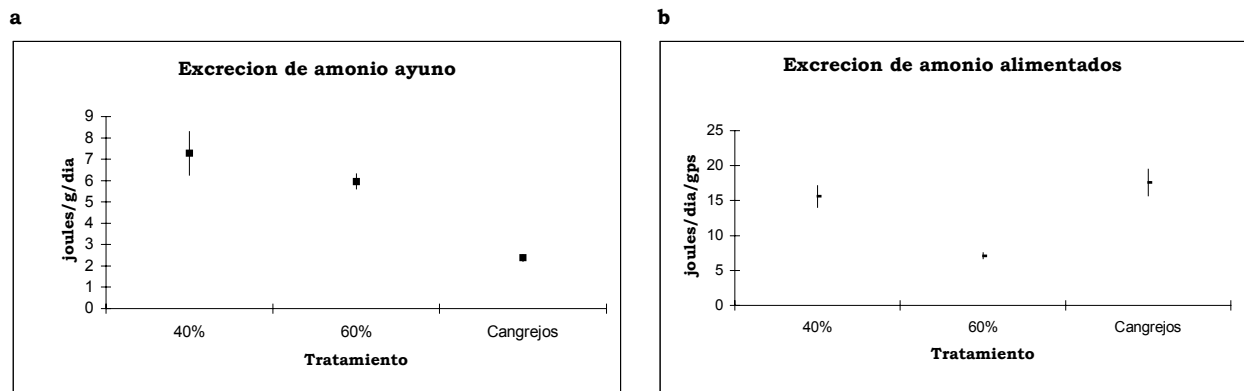 a
Excrecion de amonio ayuno
joules/g/dia
9
8
7
6
5
4
3
2
1
0
40% 60% Cangrejos
Tratamiento
b
Excrecion de amonio alimentados
joules/dia/gps
25
20
15
10
5
0
40% 60% Cangrejos
Tratamiento